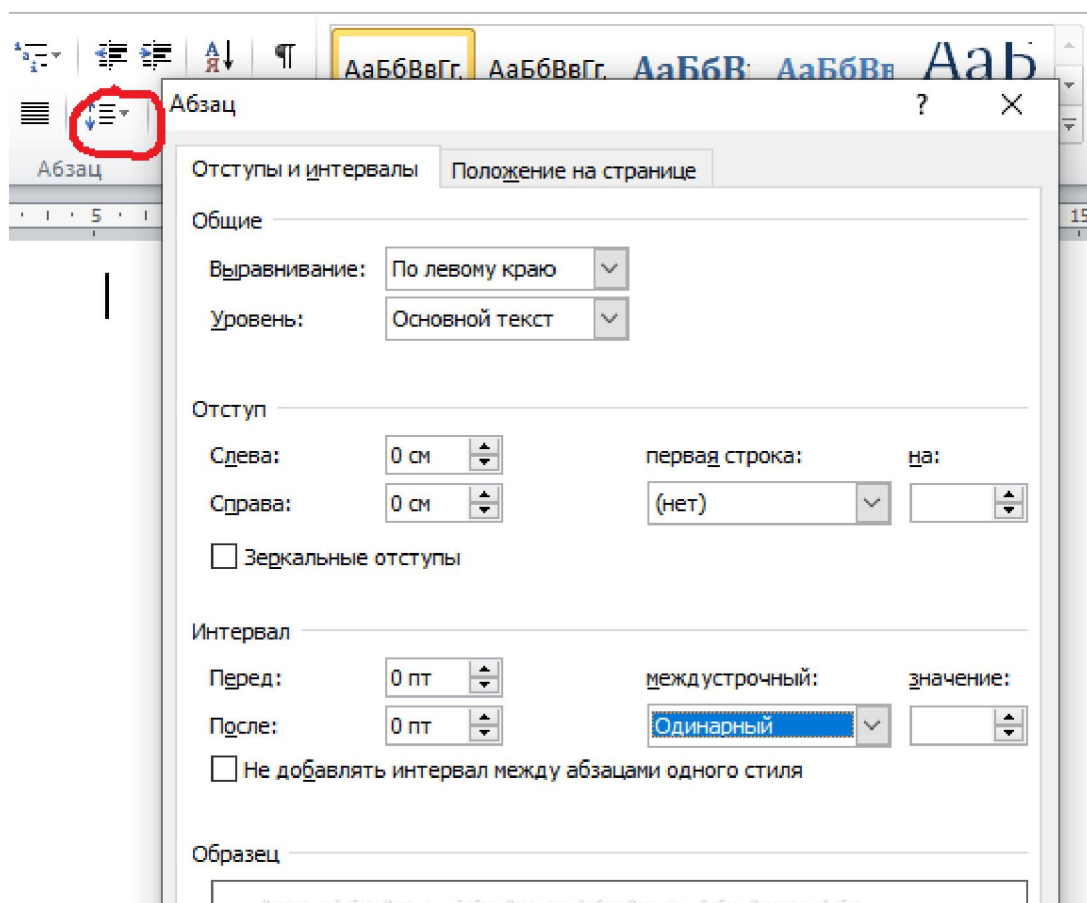 АаБбВвГг, АаБбВвГг, АаБбВ АаБбВв АаБ
Абзац
Абзац
5
15
Отступы и интервалы Положение на странице
Общие
Выравнивание: По левому краю
Уровень: Основной текст
Отступ
Слева: 0 см первая строка: на:
Справа: 0 см (нет)
Зеркальные отступы
Интервал
Перед: 0 пт междустрочный: значение:
После: 0 пт Одинарный
Не добавлять интервал между абзацами одного стиля
Образец